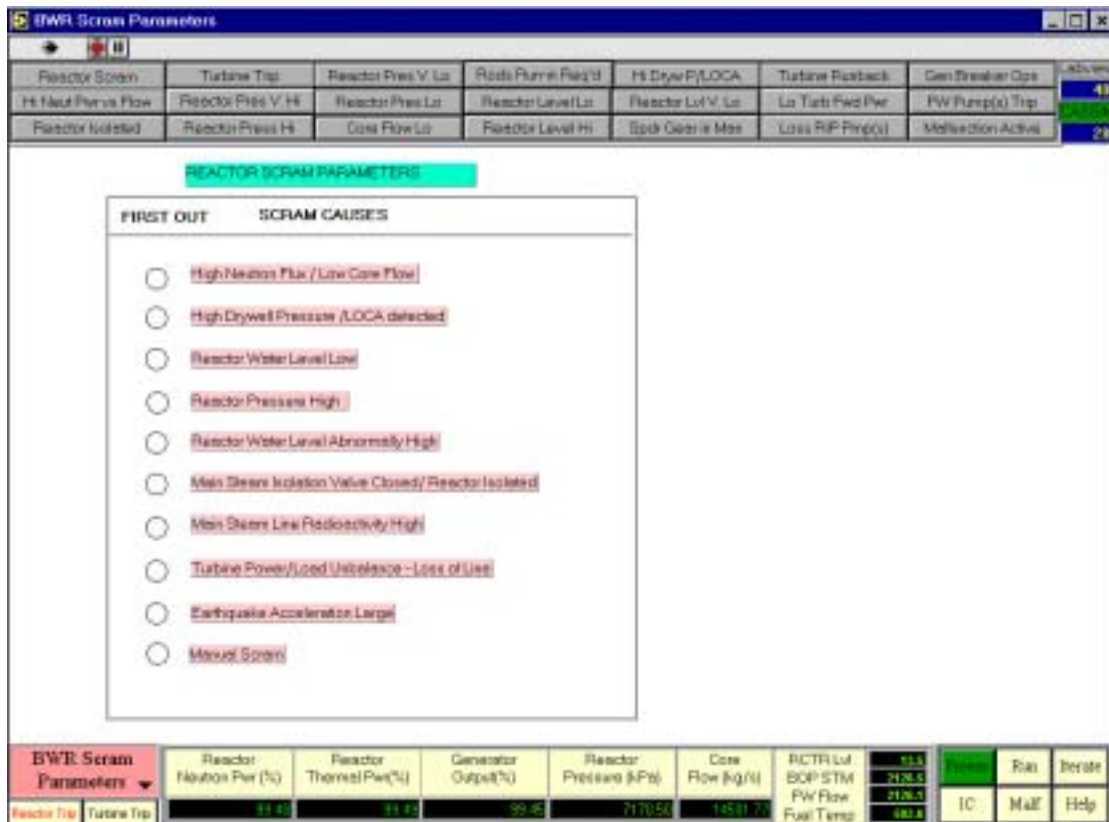 BWR Scram Parameters
Reactor Scram Turbine Trip Reactor Pres V. Lo Rods Run-in Req'd Hi Dryw P/LOCA Turbine Runback Gen Breaker Opn
Hi Neut Pwr vs Flow Reactor Pres V. Hi Reactor Pres Lo Reactor Level Lo Reactor Lvl V. Lo Lo Turb Fwd Pwr FW Pump(s) Trip
Reactor Isolated Reactor Press Hi Core Flow Lo Reactor Level Hi Spdr Gear in Man Loss RIP Pmp(s) Malfunction Active
Labview
REACTOR SCRAM PARAMETERS
FIRST OUT SCRAM CAUSES
High Neutron Flux / Low Core Flow
High Drywell Pressure /LOCA detected
Reactor Water Level Low
Reactor Pressure High
Reactor Water Level Abnormally High
Main Steam Isolation Valve Closed/ Reactor Isolated
Main Steam Line Radioactivity High
Turbine Power/Load Unbalance - Loss of Line
Earthquake Acceleration Large
Manual Scram
BWR Scram Parameters
Reactor Trip Turbine Trip
Reactor Neutron Pwr (%)
Reactor Thermal Pwr(%)
Generator Output(%)
Reactor Pressure (kPa)
Core Flow (kg/s)
RCTR Lvl
BOP STM
FW Flow
Fuel Temp
Freeze Run Iterate
IC Malf Help